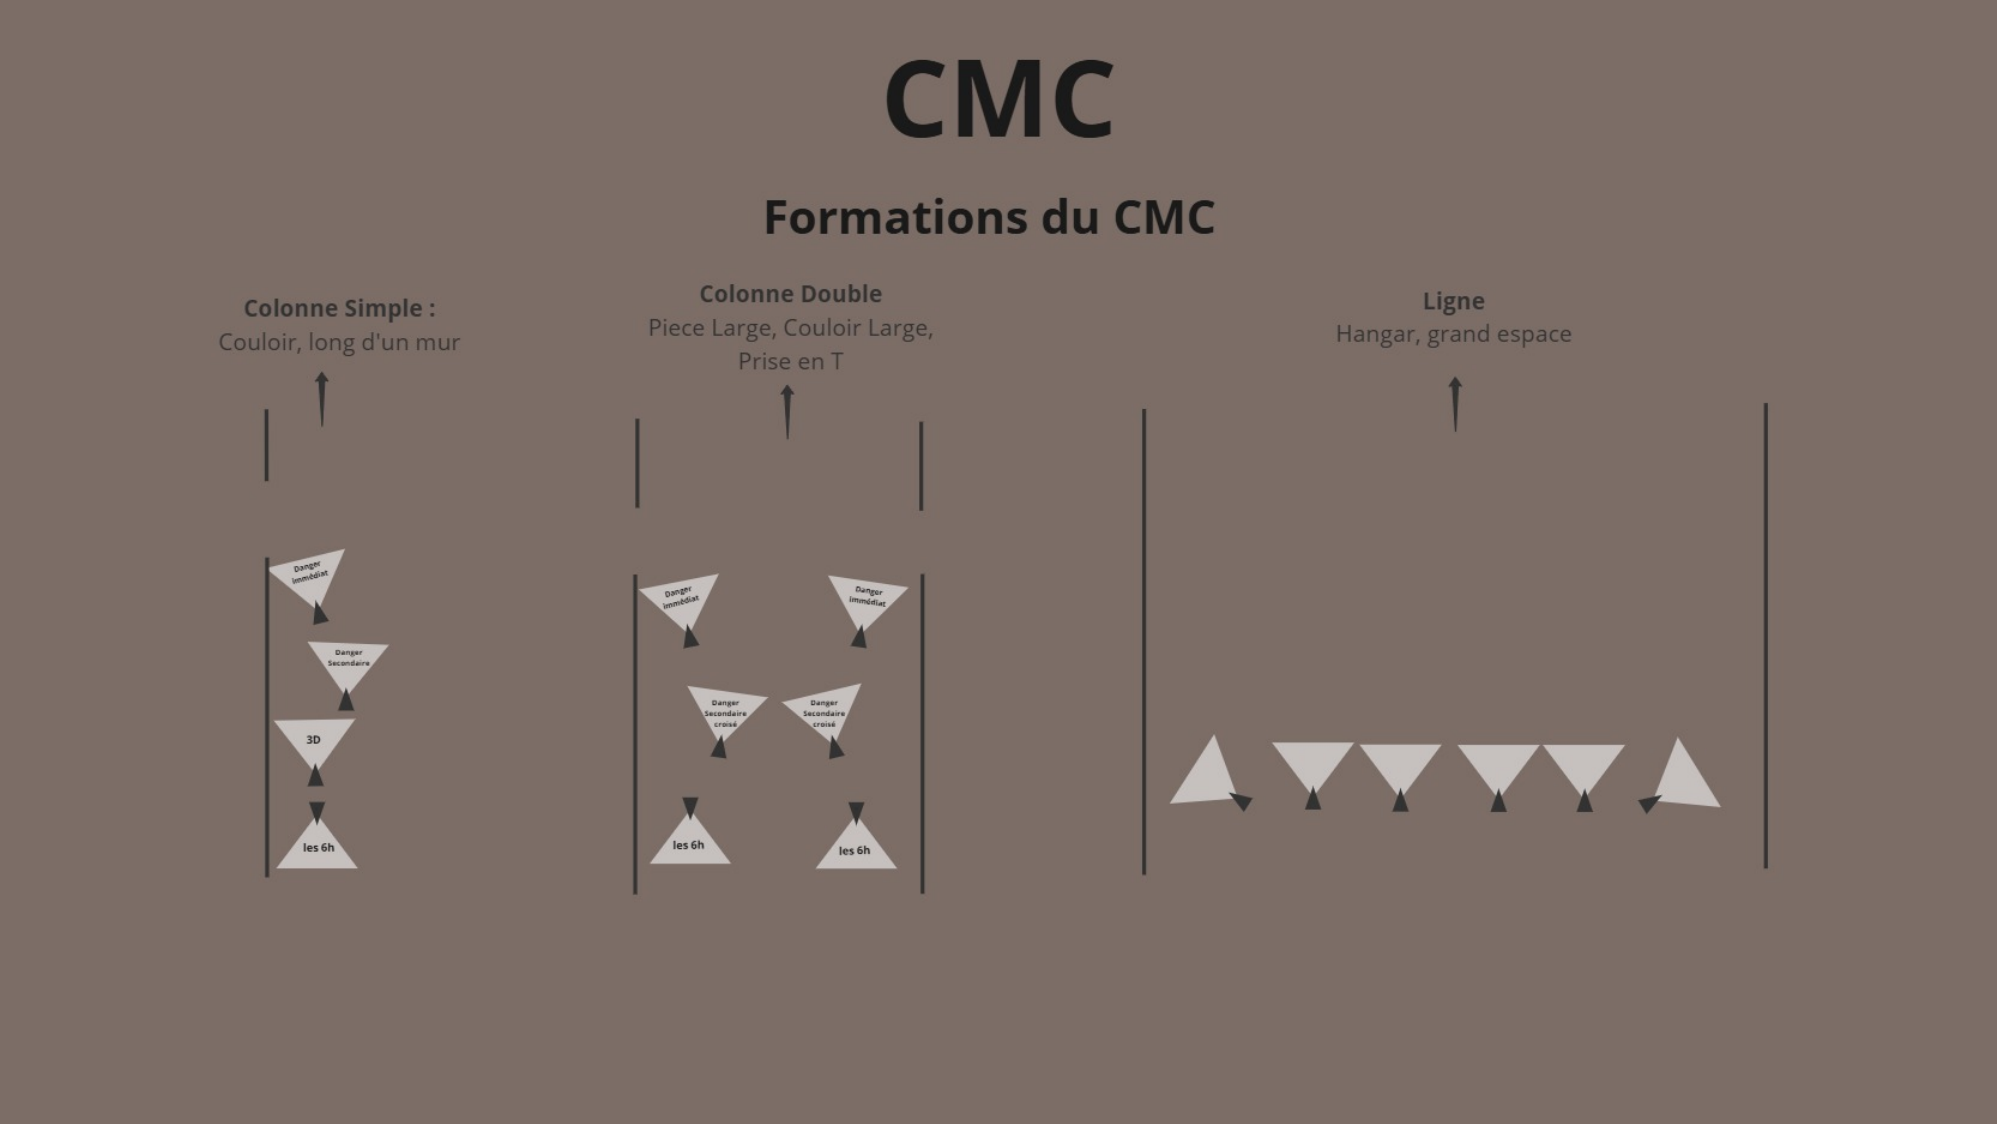 CMC
Formations du CMC
Colonne Simple :
Couloir, long d'un mur
Danger
immédiat
Danger
Secondaire
3D
les 6h
Colonne Double
Piece Large, Couloir Large,
Prise en T
Danger
immédiat
Danger
immédiat
Danger
Secondaire
croisé
Danger
Secondaire
croisé
les 6h
les 6h
Ligne
Hangar, grand espace